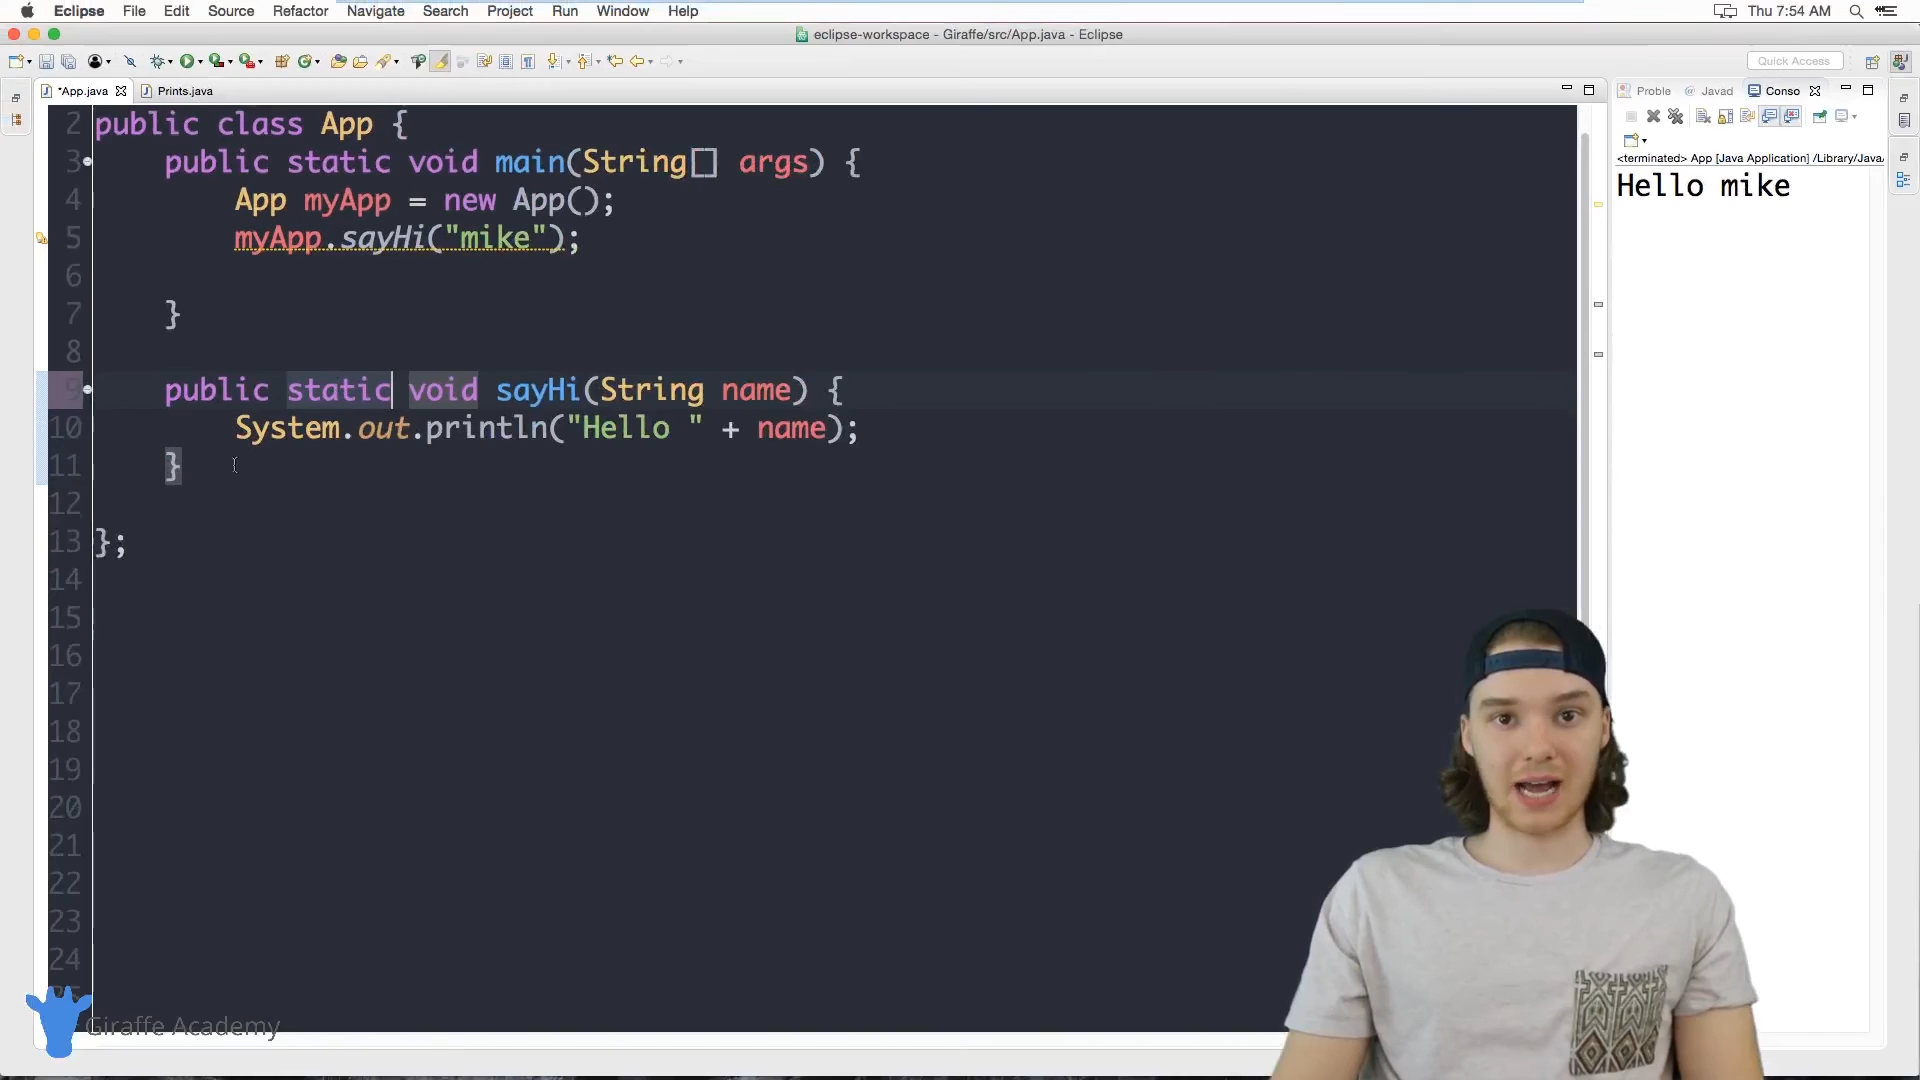 Eclipse File Edit Source Refactor Navigate Search Project Run Window Help Thu 7:54 AM
eclipse-workspace - Giraffe/src/App.java - Eclipse
Quick Access
*App.java Prints.java Proble Javad Conso
<terminated> App [Java Application] /Library/Java/
Hello mike
2 public class App {
3 public static void main(String[] args) {
4 App myApp = new App();
5 myApp.sayHi("mike");
6
7 }
8
9 public static void sayHi(String name) {
10 System.out.println("Hello " + name);
11 }
12
13 };
14
15
16
17
18
19
20
21
22
23
24
Giraffe Academy